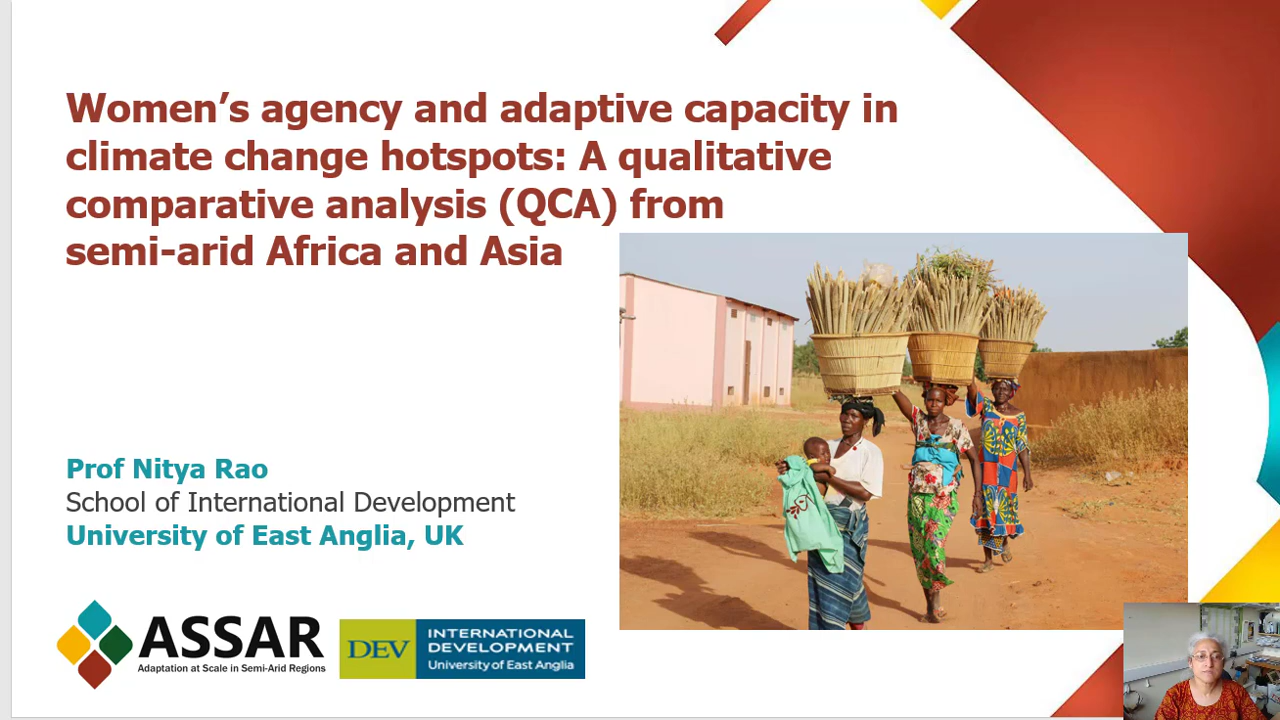 Women’s agency and adaptive capacity in
climate change hotspots: A qualitative
comparative analysis (QCA) from
semi-arid Africa and Asia
Prof Nitya Rao
School of International Development
University of East Anglia, UK
ASSAR
Adaptation at Scale in Semi-Arid Regions
DEV
INTERNATIONAL
DEVELOPMENT
University of East Anglia